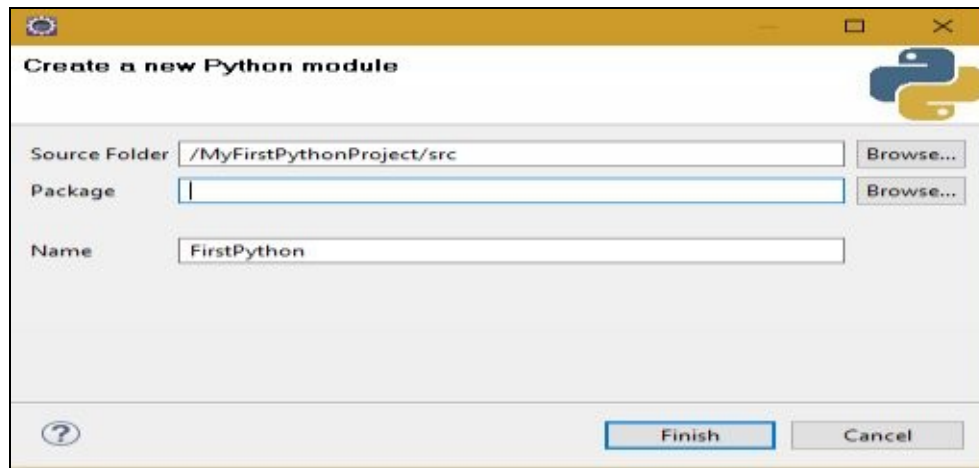 Create a new Python module
Source Folder /MyFirstPythonProject/src Browse...
Package Browse...
Name FirstPython
? Finish Cancel